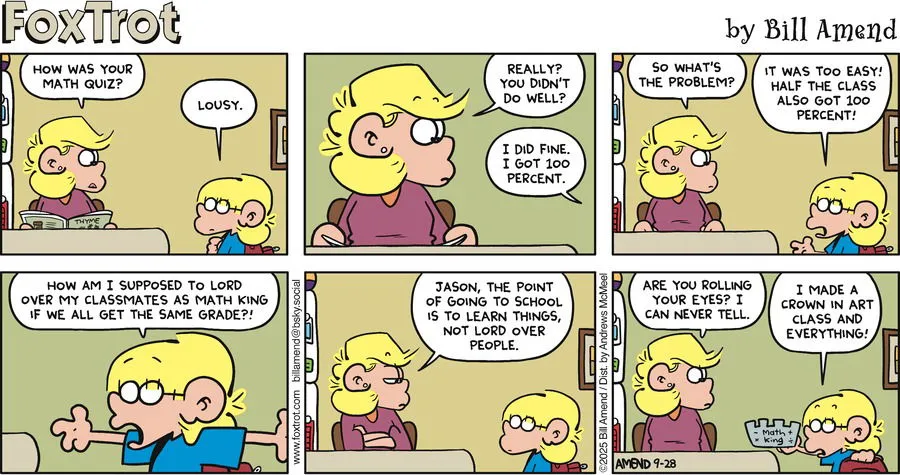 FoxTrot
by Bill Amend
HOW WAS YOUR
MATH QUIZ?
LOUSY.
THYME
REALLY?
YOU DIDN'T
DO WELL?
I DID FINE.
I GOT 100
PERCENT.
SO WHAT'S
THE PROBLEM?
IT WAS TOO EASY!
HALF THE CLASS
ALSO GOT 100
PERCENT!
HOW AM I SUPPOSED TO LORD
OVER MY CLASSMATES AS MATH KING
IF WE ALL GET THE SAME GRADE?!
www.foxtrot.com billamend@bsky.social
JASON, THE POINT
OF GOING TO SCHOOL
IS TO LEARN THINGS,
NOT LORD OVER
PEOPLE.
©2025 Bill Amend / Dist. by Andrews McMeel
ARE YOU ROLLING
YOUR EYES? I
CAN NEVER TELL.
I MADE A
CROWN IN ART
CLASS AND
EVERYTHING!
- Math +
× King ÷
AMEND 9-28